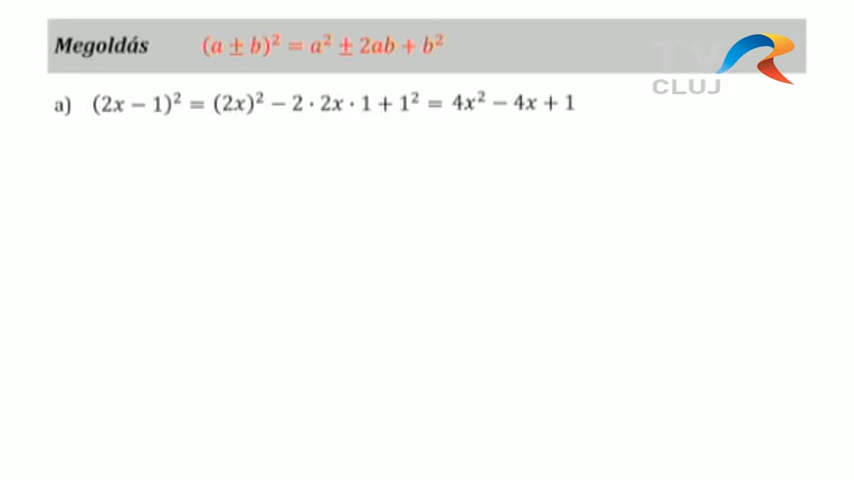 Megoldás (a ± b)² = a² ± 2ab + b²
TVR
CLUJ
a) (2x − 1)² = (2x)² − 2 · 2x · 1 + 1² = 4x² − 4x + 1